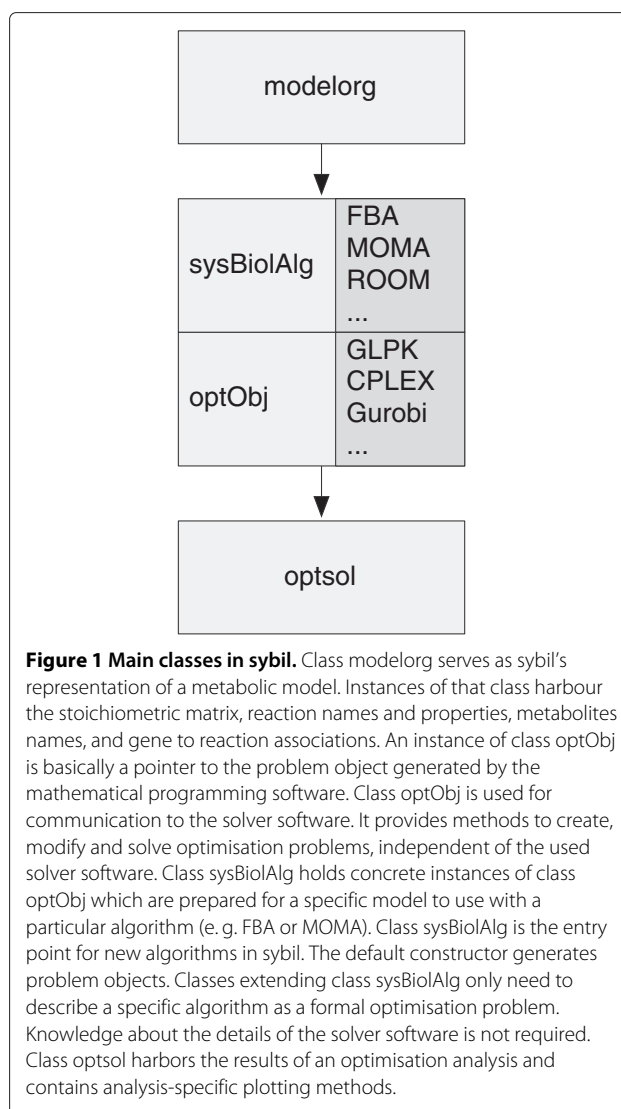 modelorg
sysBiolAlg
FBA
MOMA
ROOM
...
optObj
GLPK
CPLEX
Gurobi
...
optsol
Figure 1 Main classes in sybil. Class modelorg serves as sybil's
representation of a metabolic model. Instances of that class harbour
the stoichiometric matrix, reaction names and properties, metabolites
names, and gene to reaction associations. An instance of class optObj
is basically a pointer to the problem object generated by the
mathematical programming software. Class optObj is used for
communication to the solver software. It provides methods to create,
modify and solve optimisation problems, independent of the used
solver software. Class sysBiolAlg holds concrete instances of class
optObj which are prepared for a specific model to use with a
particular algorithm (e. g. FBA or MOMA). Class sysBiolAlg is the entry
point for new algorithms in sybil. The default constructor generates
problem objects. Classes extending class sysBiolAlg only need to
describe a specific algorithm as a formal optimisation problem.
Knowledge about the details of the solver software is not required.
Class optsol harbors the results of an optimisation analysis and
contains analysis-specific plotting methods.